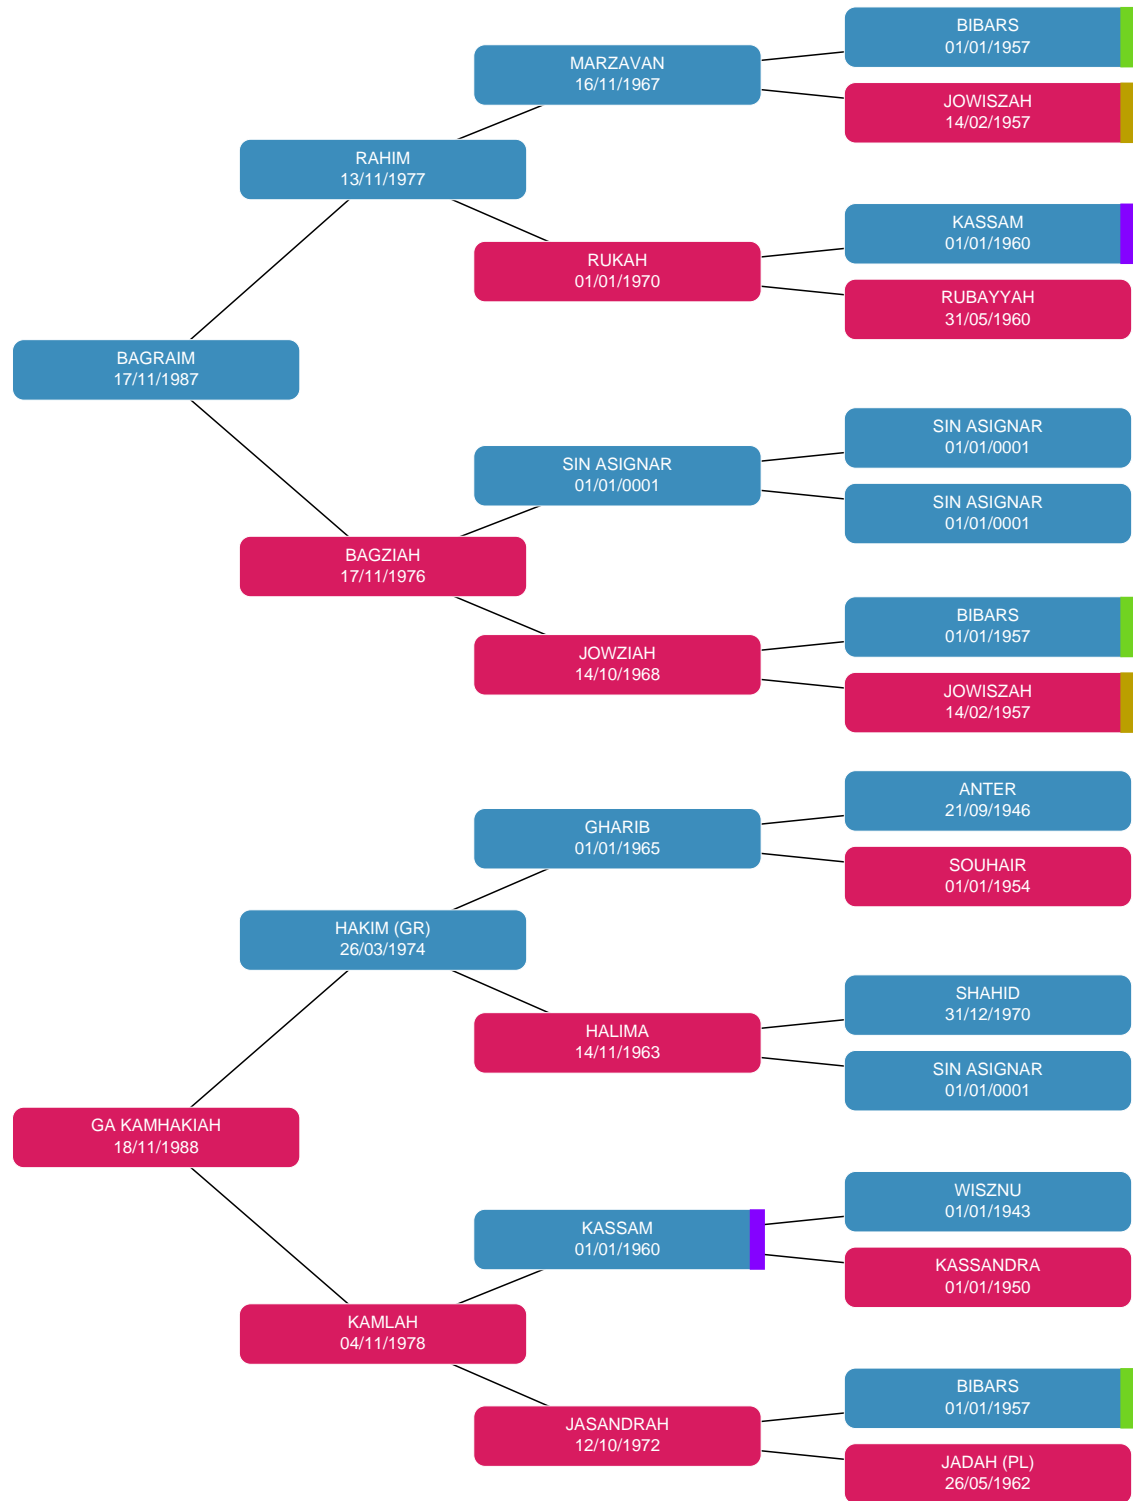 BIBARS
01/01/1957
MARZAVAN
16/11/1967
JOWISZAH
14/02/1957
RAHIM
13/11/1977
KASSAM
01/01/1960
RUKAH
01/01/1970
RUBAYYAH
31/05/1960
BAGRAIM
17/11/1987
SIN ASIGNAR
01/01/0001
SIN ASIGNAR
01/01/0001
SIN ASIGNAR
01/01/0001
BAGZIAH
17/11/1976
BIBARS
01/01/1957
JOWZIAH
14/10/1968
JOWISZAH
14/02/1957
ANTER
21/09/1946
GHARIB
01/01/1965
SOUHAIR
01/01/1954
HAKIM (GR)
26/03/1974
SHAHID
31/12/1970
HALIMA
14/11/1963
SIN ASIGNAR
01/01/0001
GA KAMHAKIAH
18/11/1988
WISZNU
01/01/1943
KASSAM
01/01/1960
KASSANDRA
01/01/1950
KAMLAH
04/11/1978
BIBARS
01/01/1957
JASANDRAH
12/10/1972
JADAH (PL)
26/05/1962